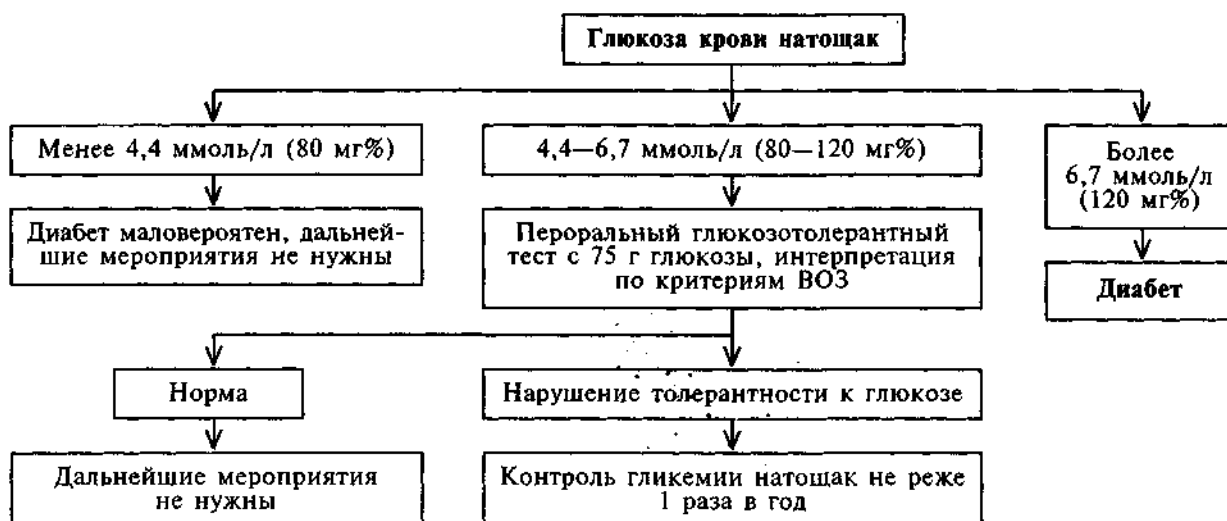 Глюкоза крови натощак
Менее 4,4 ммоль/л (80 мг%)
4,4—6,7 ммоль/л (80—120 мг%)
Более
6,7 ммоль/л
(120 мг%)
Диабет маловероятен, дальней-
шие мероприятия не нужны
Пероральный глюкозотолерантный
тест с 75 г глюкозы, интерпретация
по критериям ВОЗ
Диабет
Норма
Нарушение толерантности к глюкозе
Дальнейшие мероприятия
не нужны
Контроль гликемии натощак не реже
1 раза в год